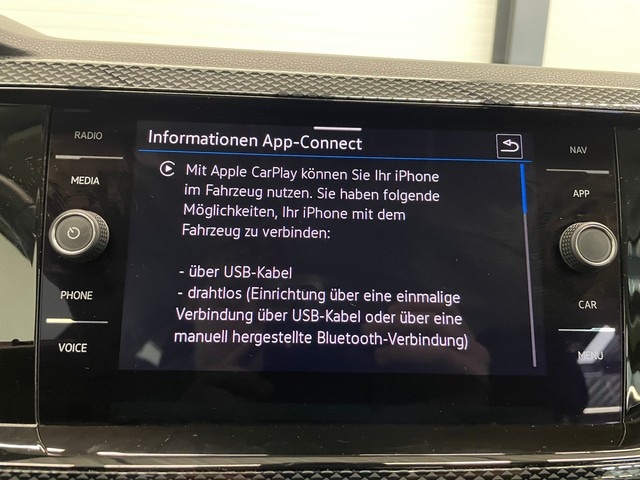 RADIO
MEDIA
PHONE
VOICE
Informationen App-Connect
Mit Apple CarPlay können Sie Ihr iPhone
im Fahrzeug nutzen. Sie haben folgende
Möglichkeiten, Ihr iPhone mit dem
Fahrzeug zu verbinden:
- über USB-Kabel
- drahtlos (Einrichtung über eine einmalige
Verbindung über USB-Kabel oder über eine
manuell hergestellte Bluetooth-Verbindung)
NAV
APP
CAR
MENU